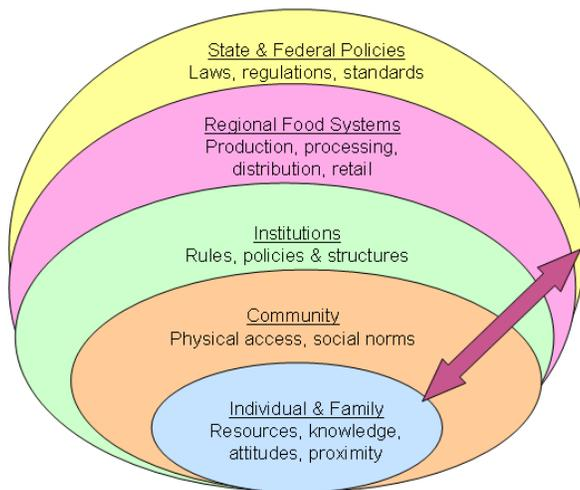 State & Federal Policies
Laws, regulations, standards
Regional Food Systems
Production, processing,
distribution, retail
Institutions
Rules, policies & structures
Community
Physical access, social norms
Individual & Family
Resources, knowledge,
attitudes, proximity